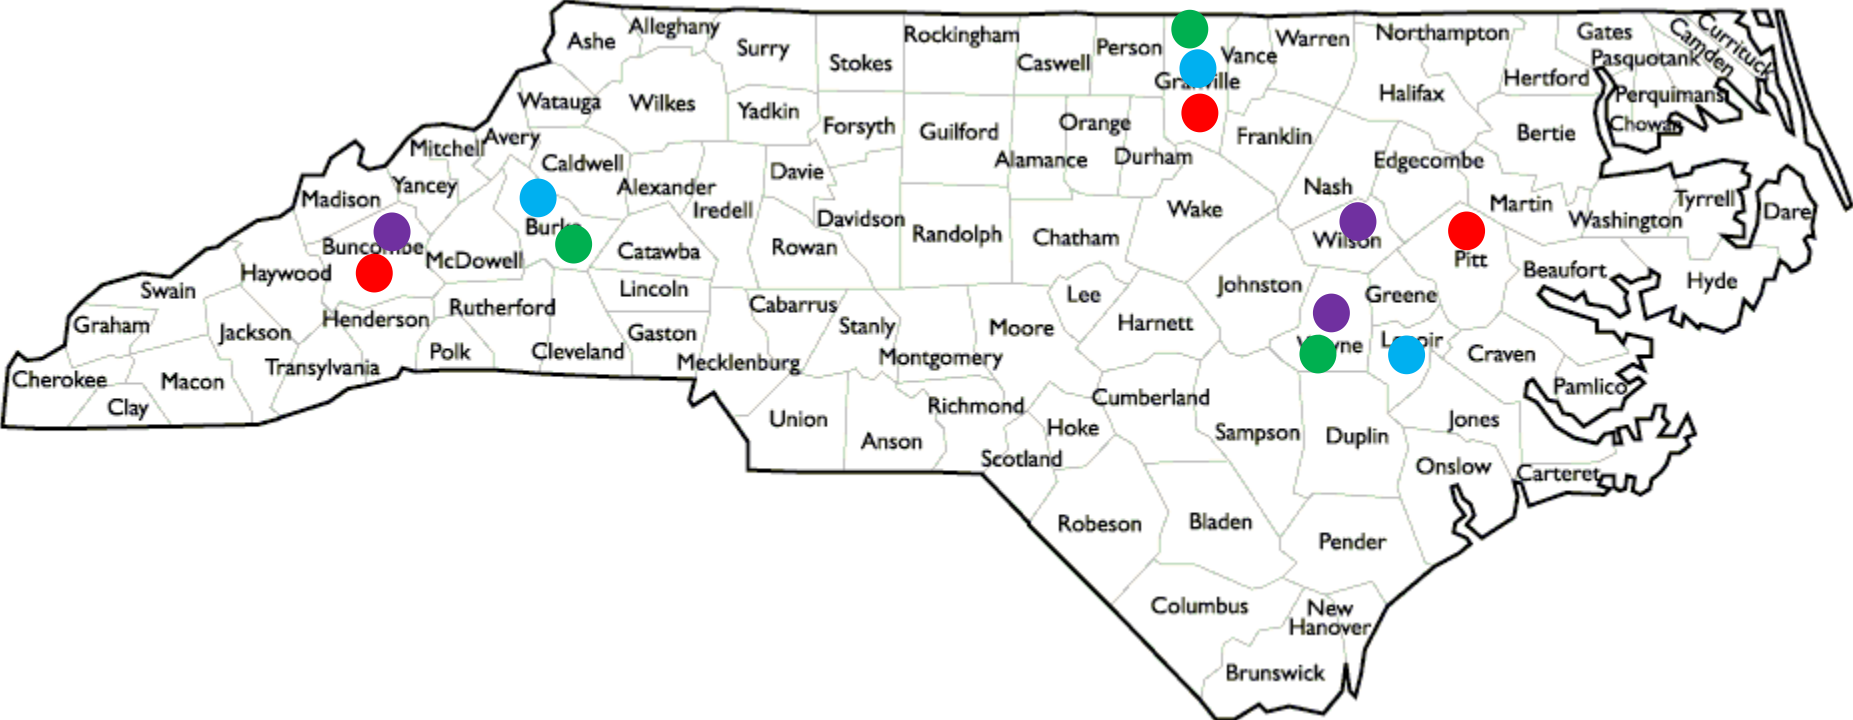 Alleghany
Ashe
Surry
Stokes
Rockingham
Caswell
Person
Granville
Vance
Warren
Northampton
Gates
Camden
Currituck
Pasquotank
Hertford
Halifax
Perquimans
Chowan
Bertie
Watauga
Wilkes
Yadkin
Forsyth
Guilford
Orange
Alamance
Durham
Franklin
Edgecombe
Nash
Mitchell
Avery
Caldwell
Alexander
Iredell
Davie
Davidson
Randolph
Chatham
Wake
Martin
Washington
Tyrrell
Dare
Madison
Yancey
Buncombe
McDowell
Burke
Catawba
Rowan
Wilson
Pitt
Beaufort
Hyde
Haywood
Swain
Graham
Jackson
Henderson
Rutherford
Lincoln
Cabarrus
Stanly
Moore
Lee
Harnett
Johnston
Greene
Wayne
Lenoir
Craven
Pamlico
Cherokee
Clay
Macon
Transylvania
Polk
Cleveland
Gaston
Mecklenburg
Montgomery
Union
Anson
Richmond
Scotland
Hoke
Cumberland
Sampson
Duplin
Jones
Onslow
Carteret
Robeson
Bladen
Pender
Columbus
New
Hanover
Brunswick